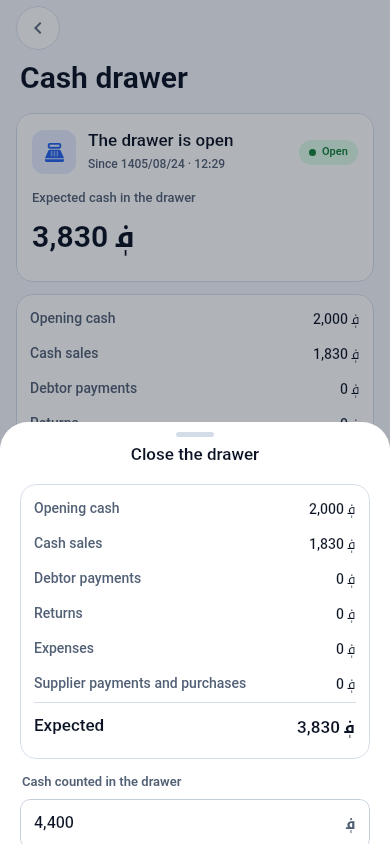 Cash drawer
The drawer is open
Since 1405/08/24 · 12:29
Open
Expected cash in the drawer
3,830 ؋
Opening cash 2,000 ؋
Cash sales 1,830 ؋
Debtor payments 0 ؋
Returns 0 ؋
Close the drawer
Opening cash 2,000 ؋
Cash sales 1,830 ؋
Debtor payments 0 ؋
Returns 0 ؋
Expenses 0 ؋
Supplier payments and purchases 0 ؋
Expected 3,830 ؋
Cash counted in the drawer
4,400 ؋